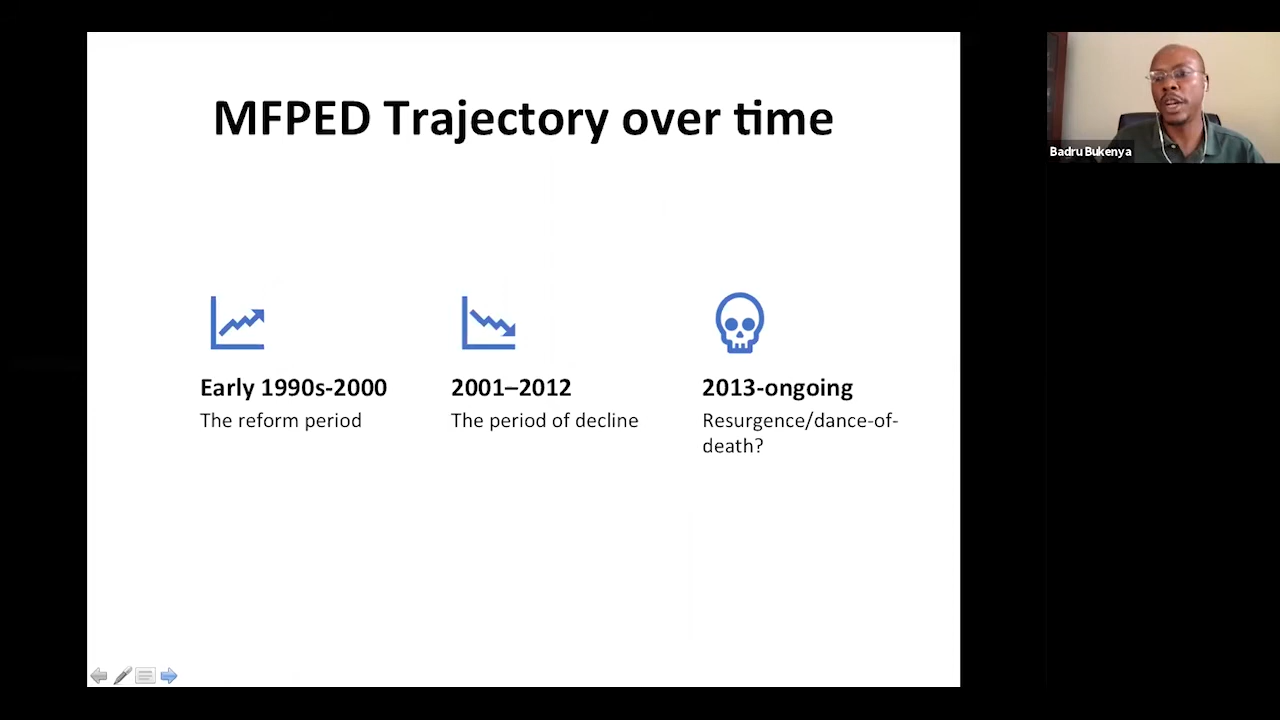 MFPED Trajectory over time
Early 1990s-2000
The reform period
2001–2012
The period of decline
2013-ongoing
Resurgence/dance-of-
death?
Badru Bukenya